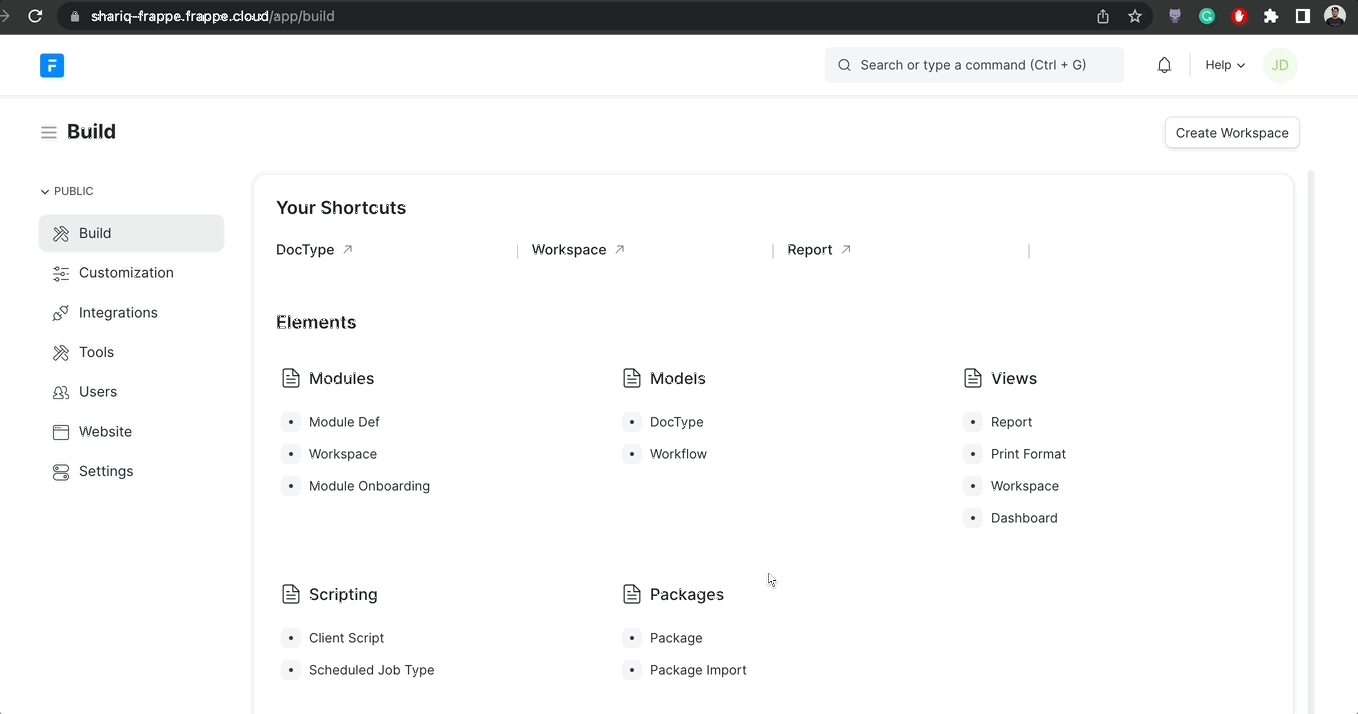 shariq-frappe.frappe.cloud/app/build
F
Search or type a command (Ctrl + G)
Help
JD
Build
Create Workspace
PUBLIC
Build
Customization
Integrations
Tools
Users
Website
Settings
Your Shortcuts
DocType
Workspace
Report
Elements
Modules
Module Def
Workspace
Module Onboarding
Models
DocType
Workflow
Views
Report
Print Format
Workspace
Dashboard
Scripting
Client Script
Scheduled Job Type
Packages
Package
Package Import